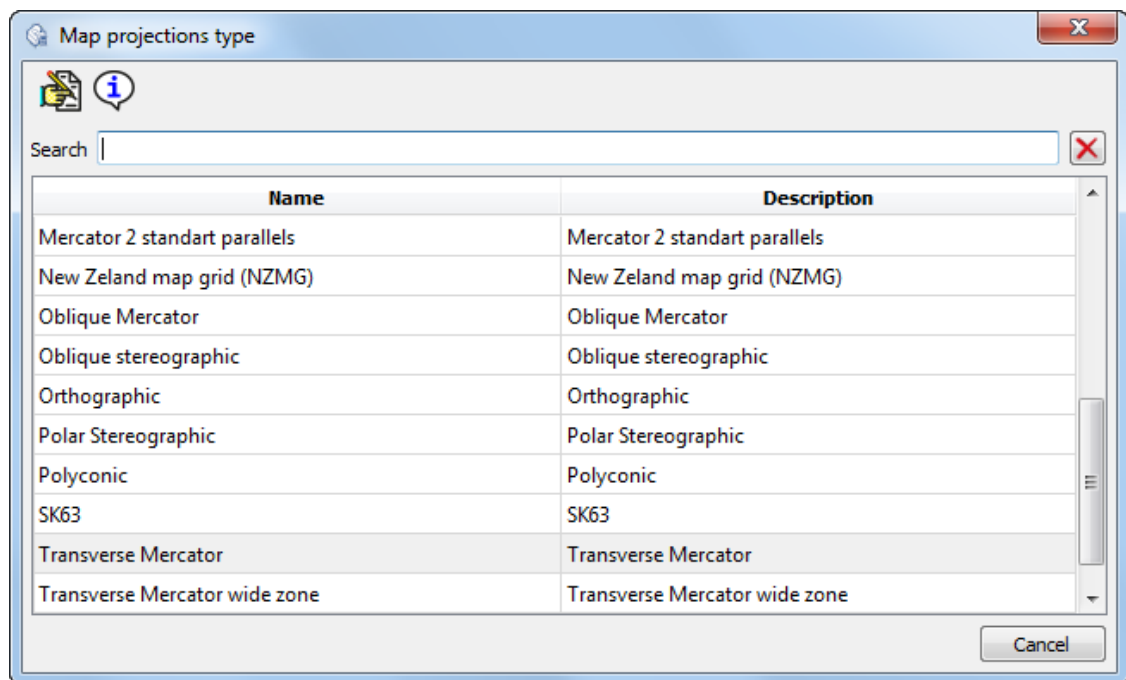 Map projections type
Search
Name Description
Mercator 2 standart parallels Mercator 2 standart parallels
New Zeland map grid (NZMG) New Zeland map grid (NZMG)
Oblique Mercator Oblique Mercator
Oblique stereographic Oblique stereographic
Orthographic Orthographic
Polar Stereographic Polar Stereographic
Polyconic Polyconic
SK63 SK63
Transverse Mercator Transverse Mercator
Transverse Mercator wide zone Transverse Mercator wide zone
Cancel